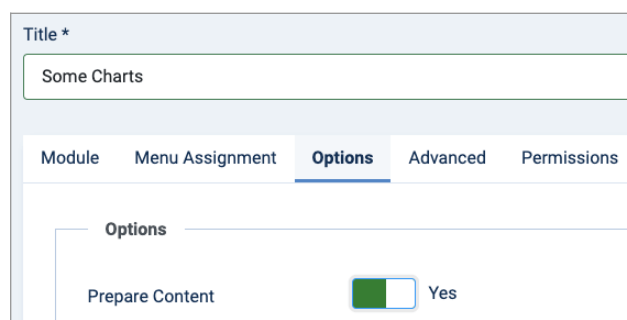 Title *
Some Charts
Module Menu Assignment Options Advanced Permissions
Options
Prepare Content Yes